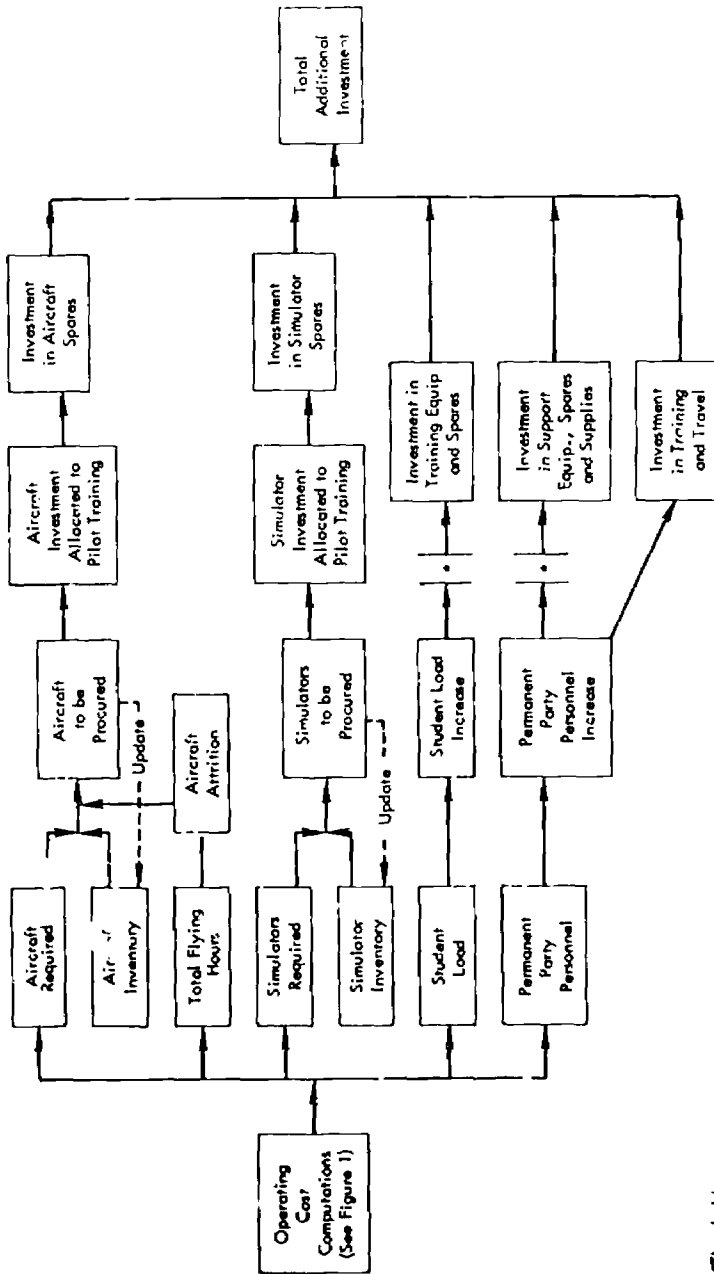 Operating
Cost
Computations
(See Figure 1)
Aircraft
Required
Inventory
Total Flying
Hours
Simulators
Required
Simulator
Inventory
Student
Load
Permanent
Party
Personnel
Aircraft
to be
Procured
Update
Aircraft
Attrition
Simulators
to be
Procured
Update
Student Load
Increase
Permanent
Party
Personnel
Increase
Aircraft
Investment
Allocated to
Pilot Training
Simulator
Investment
Allocated to
Pilot Training
*
*
Investment
in Aircraft
Spares
Investment
in Simulator
Spares
Investment in
Training Equip
and Spares
Investment
in Support
Equip., Spares
and Supplies
Investment
in Training
and Travel
Total
Additional
Investment